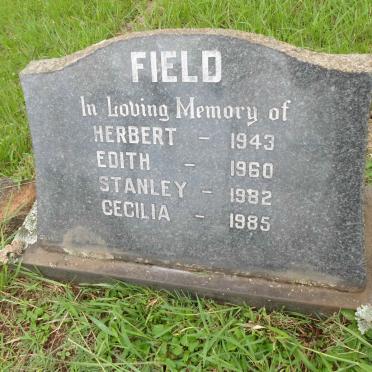 FIELD
In Loving Memory of
HERBERT - 1943
EDITH - 1960
STANLEY - 1982
CECILIA - 1985